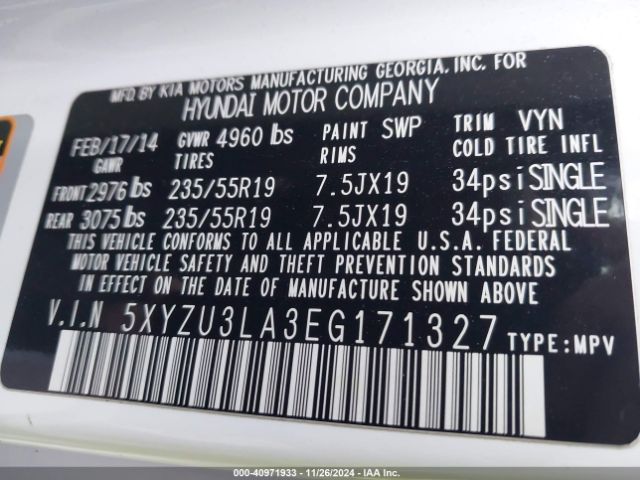 MFD. BY KIA MOTORS MANUFACTURING GEORGIA, INC. FOR
HYUNDAI MOTOR COMPANY
FEB/17/14 GVWR 4960 lbs PAINT SWP TRIM VYN
GAWR TIRES RIMS COLD TIRE INFL
FRONT 2976 lbs 235/55R19 7.5JX19 34psi SINGLE
REAR 3075 lbs 235/55R19 7.5JX19 34psi SINGLE
THIS VEHICLE CONFORMS TO ALL APPLICABLE U.S.A. FEDERAL
MOTOR VEHICLE SAFETY AND THEFT PREVENTION STANDARDS
IN EFFECT ON THE DATE OF MANUFACTURE SHOWN ABOVE
V.I.N 5XYZU3LA3EG171327 TYPE:MPV
000-40971933 - 11/26/2024 - IAA Inc.